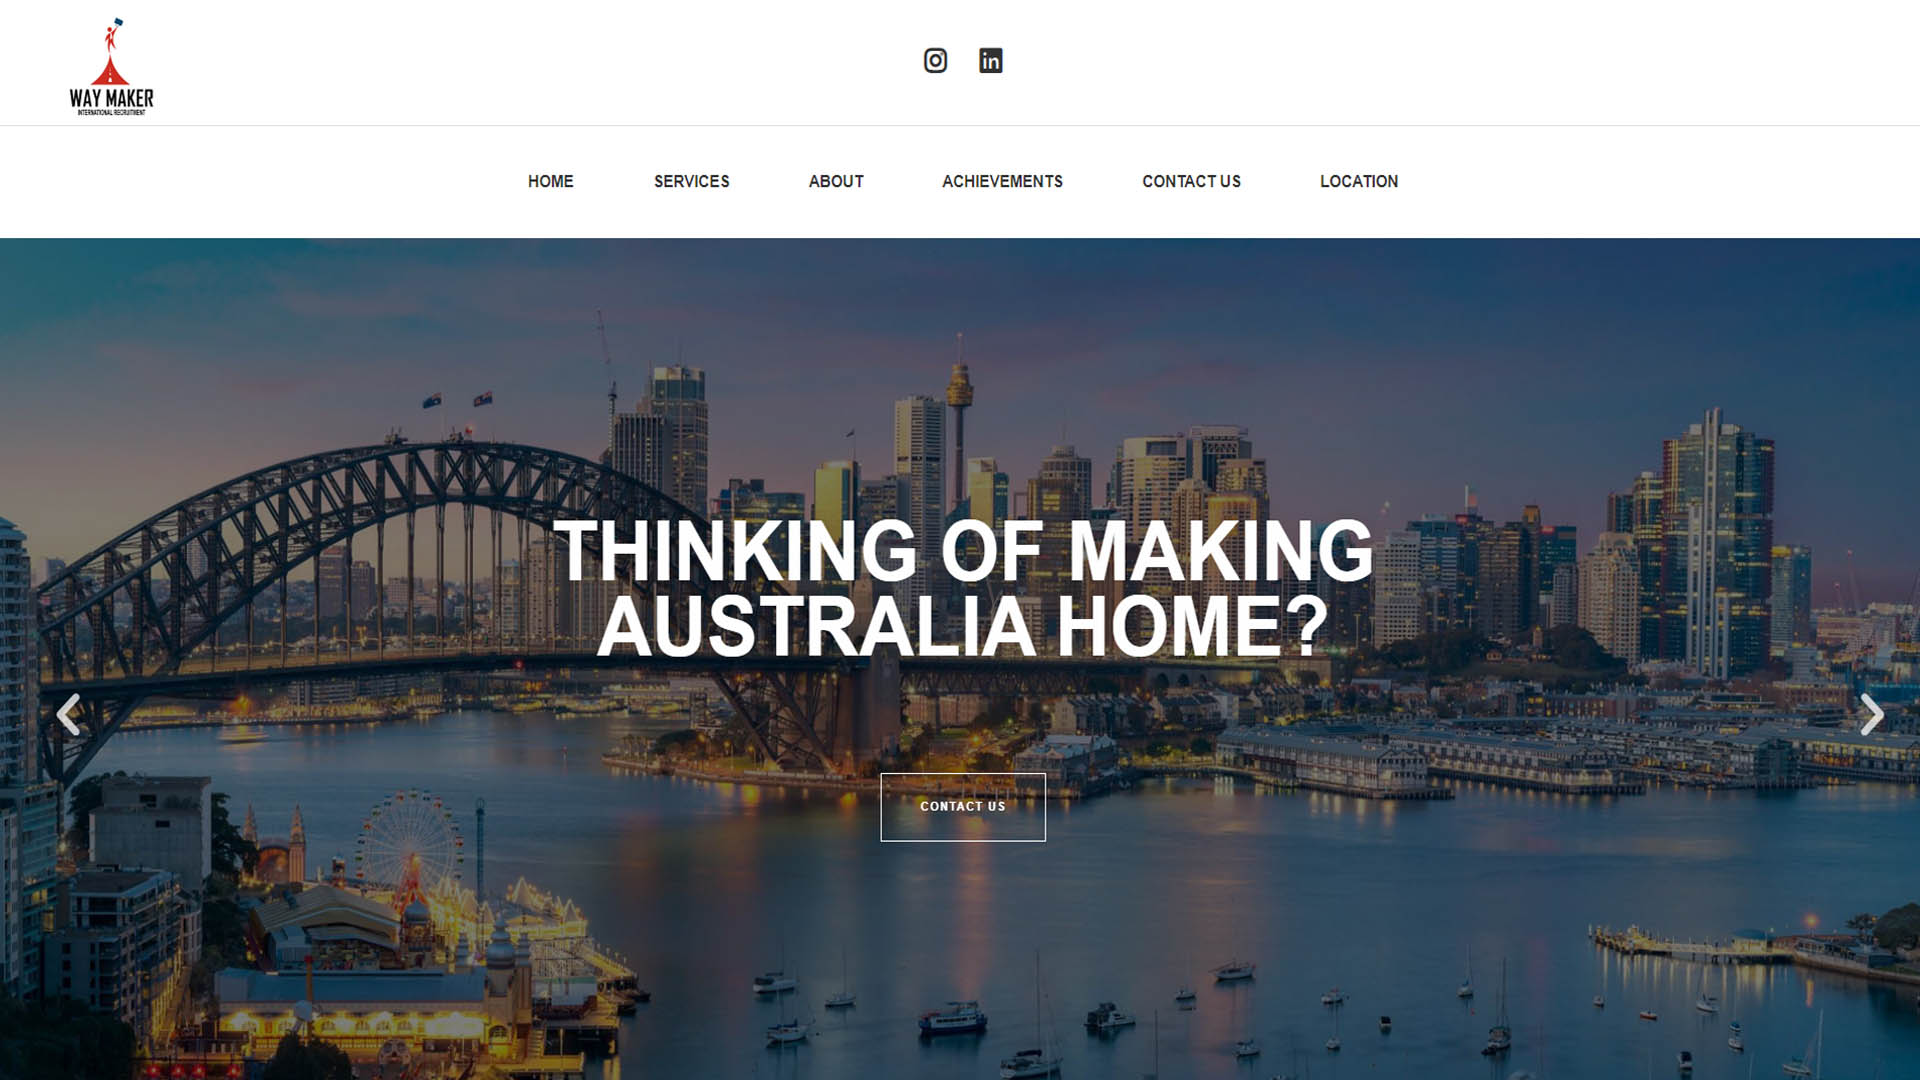 WAY MAKER
INTERNATIONAL RECRUITMENT
HOME
SERVICES
ABOUT
ACHIEVEMENTS
CONTACT US
LOCATION
THINKING OF MAKING
AUSTRALIA HOME?
CONTACT US